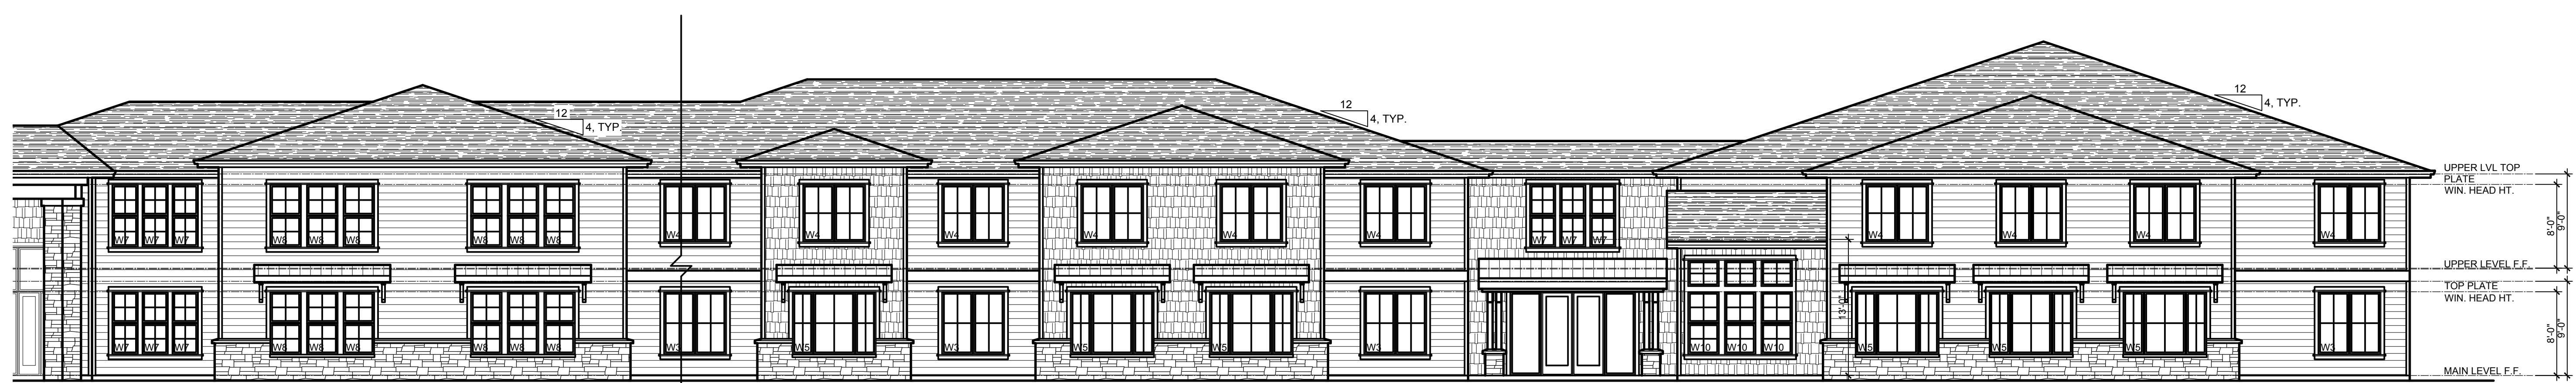 12
4, TYP.
12
4, TYP.
12
4, TYP.
UPPER LVL TOP
PLATE
WIN. HEAD HT.
W7 W7 W7 W8 W8 W8 W8 W8 W8 W4 W4 W4 W4 W4 W4 W7 W7 W7 W4 W4 W4 W4
8'-0"
9'-0"
UPPER LEVEL F.F.
TOP PLATE
WIN. HEAD HT.
13'-0"
W7 W7 W7 W8 W8 W8 W8 W8 W8 W3 W5 W3 W5 W5 W3 W10 W10 W10 W5 W5 W5 W3
8'-0"
9'-0"
MAIN LEVEL F.F.